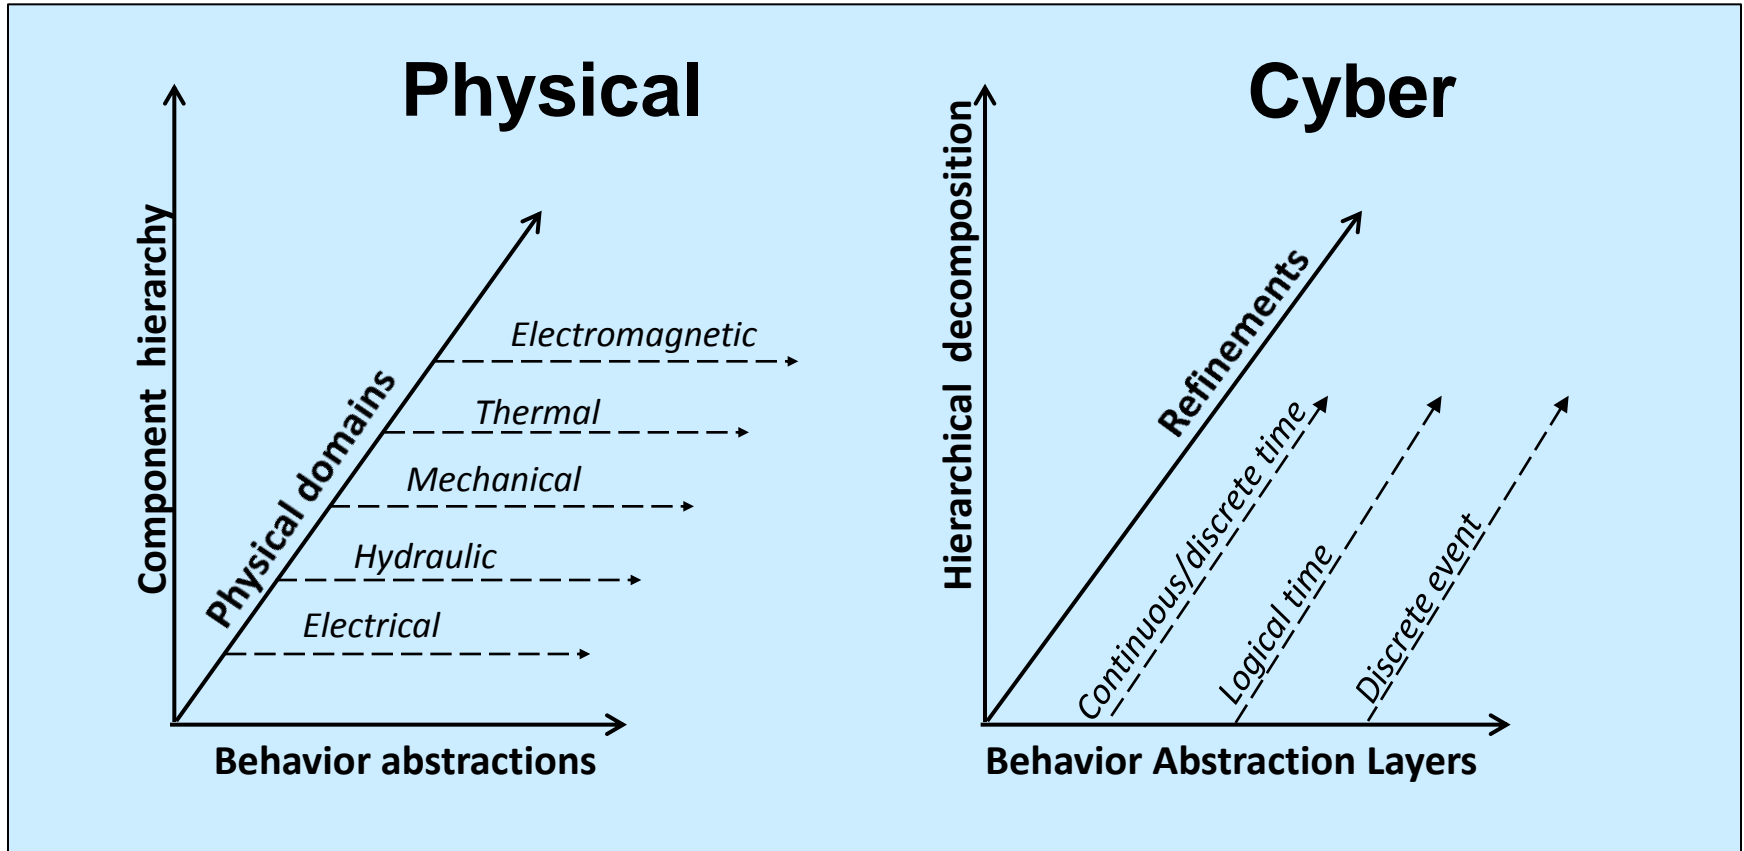 Physical
Component hierarchy
Physical domains
Electromagnetic
Thermal
Mechanical
Hydraulic
Electrical
Behavior abstractions
Cyber
Hierarchical decomposition
Refinements
Continuous/discrete time
Logical time
Discrete event
Behavior Abstraction Layers